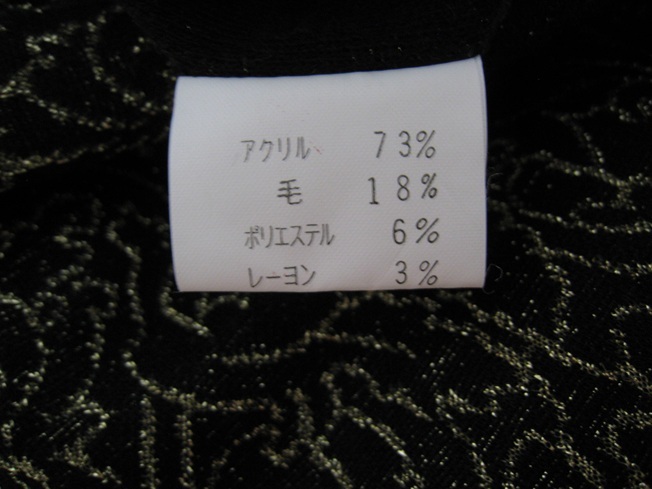 アクリル 73%
毛 18%
ポリエステル 6%
レーヨン 3%